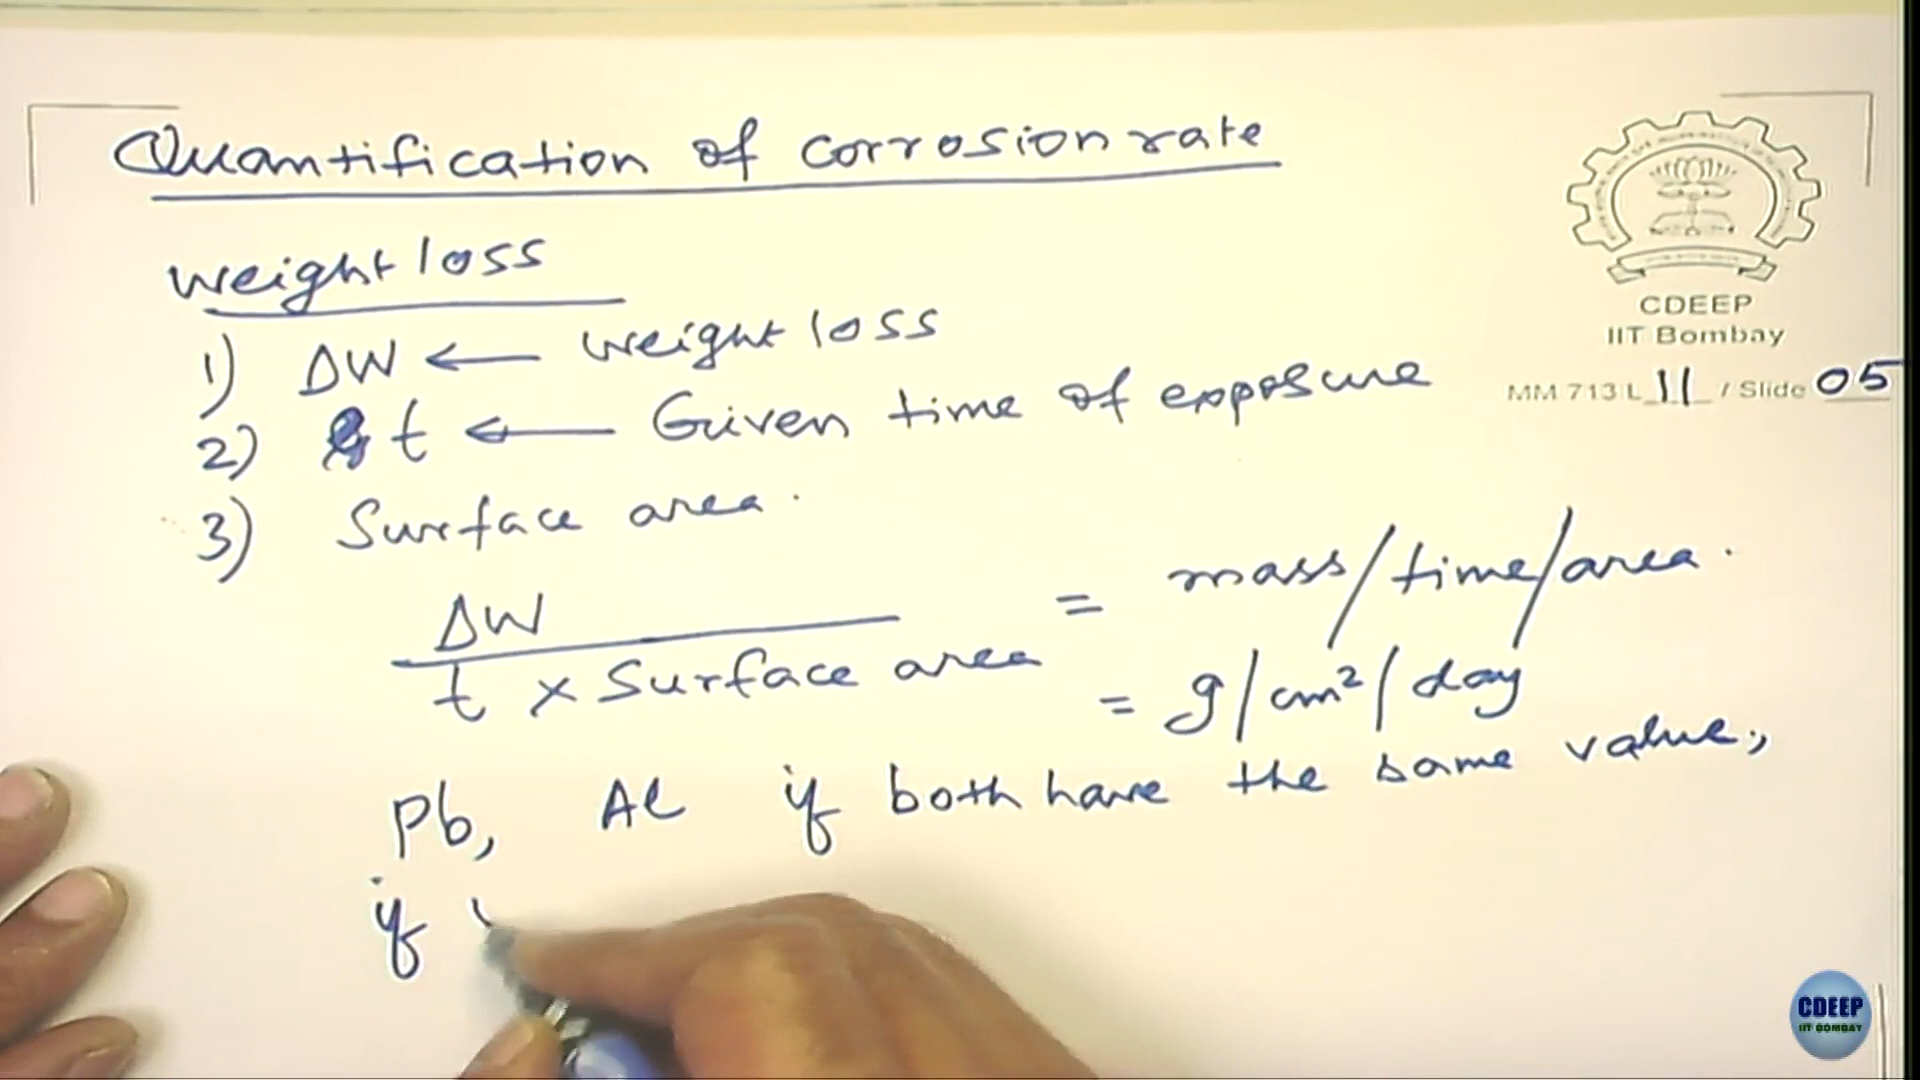 Quantification of corrosion rate
weight loss
1) ΔW ← weight loss
2) t ← Given time of exposure
3) Surface area.
ΔW
t × Surface area
= mass/time/area.
= g/cm²/day
Pb, Al if both have the same value,
if
CDEEP
IIT Bombay
MM 713 L 11 / Slide 05
CDEEP
IIT BOMBAY